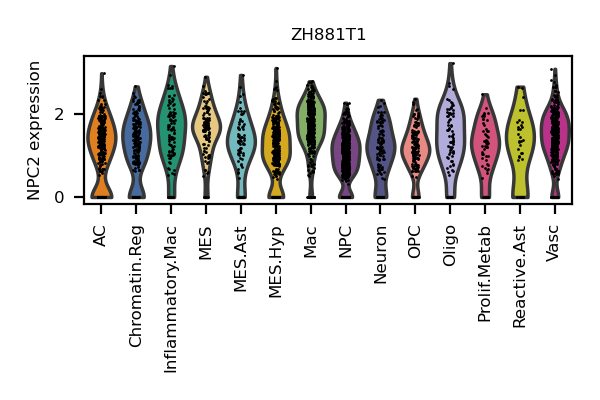 ZH881T1
NPC2 expression
2
0
AC
Chromatin.Reg
Inflammatory.Mac
MES
MES.Ast
MES.Hyp
Mac
NPC
Neuron
OPC
Oligo
Prolif.Metab
Reactive.Ast
Vasc